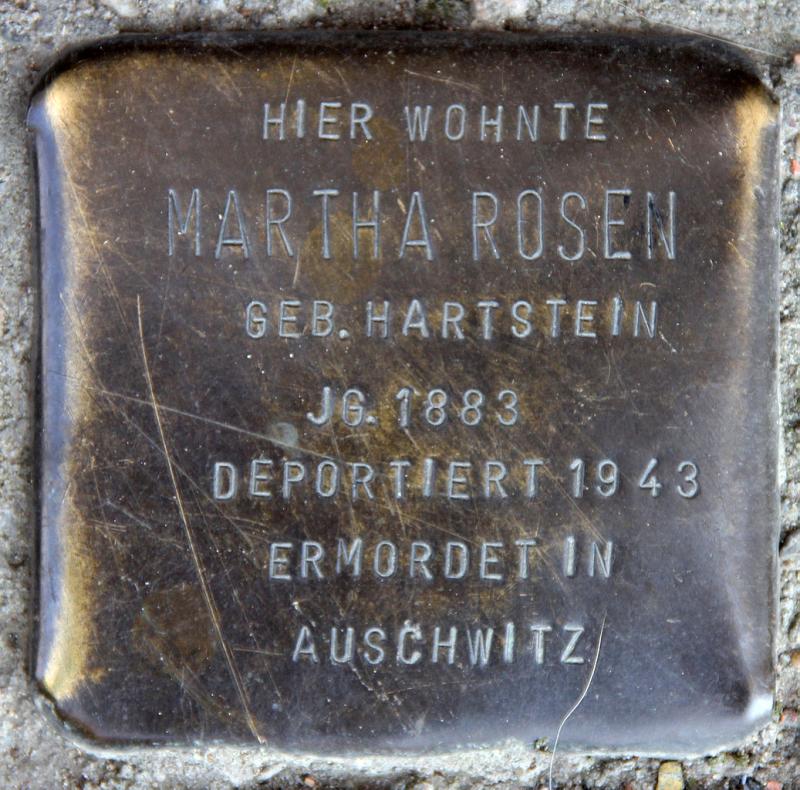 HIER WOHNTE
MARTHA ROSEN
GEB. HARTSTEIN
JG. 1883
DEPORTIERT 1943
ERMORDET IN
AUSCHWITZ